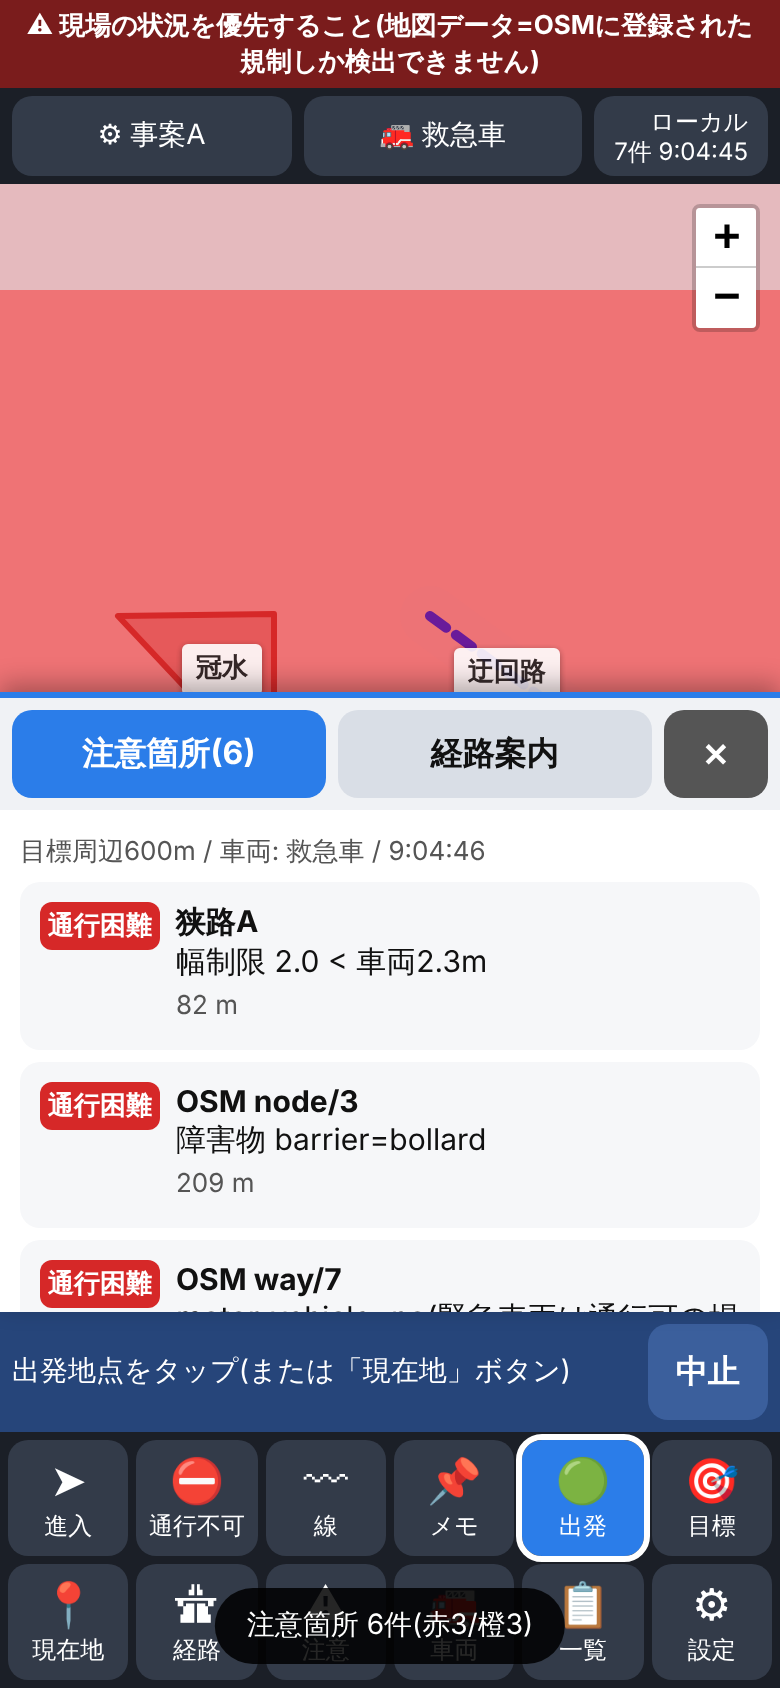 ⚠ 現場の状況を優先すること(地図データ=OSMに登録された
規制しか検出できません)
⚙ 事案A
🚒 救急車
ローカル
7件 9:04:45
+
−
冠水
迂回路
注意箇所(6)
経路案内
×
目標周辺600m / 車両: 救急車 / 9:04:46
通行困難
狭路A
幅制限 2.0 < 車両2.3m
82 m
通行困難
OSM node/3
障害物 barrier=bollard
209 m
通行困難
OSM way/7
出発地点をタップ(または「現在地」ボタン)
中止
進入
通行不可
線
メモ
出発
目標
現在地
経路
注意
車両
一覧
設定
注意箇所 6件(赤3/橙3)